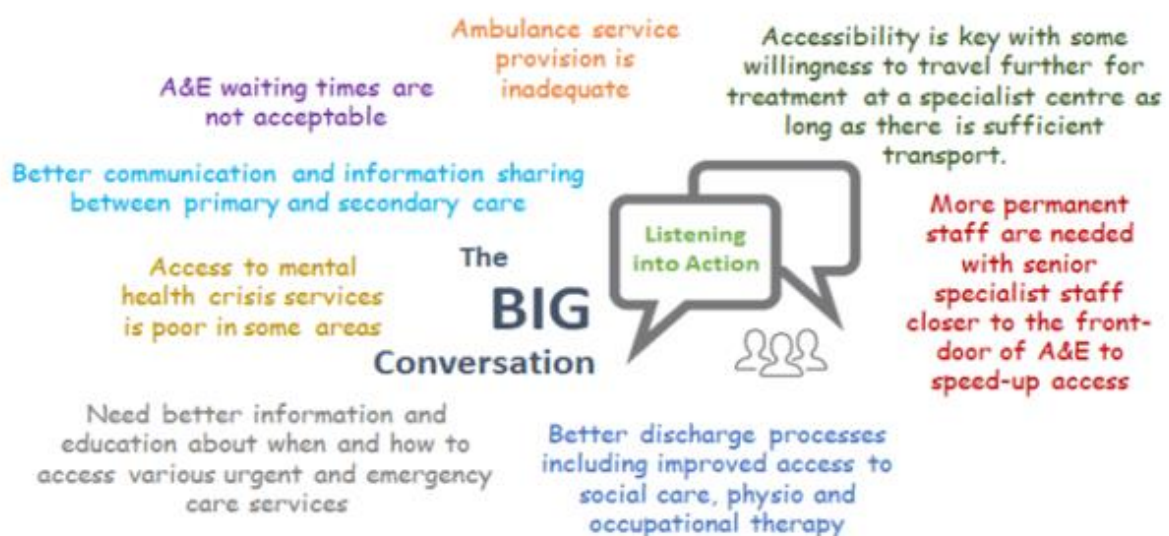 Ambulance service
provision is
inadequate
Accessibility is key with some
willingness to travel further for
treatment at a specialist centre as
long as there is sufficient
transport.
A&E waiting times are
not acceptable
Better communication and information sharing
between primary and secondary care
Listening
into Action
More permanent
staff are needed
with senior
specialist staff
closer to the front-
door of A&E to
speed-up access
Access to mental
health crisis services
is poor in some areas
The
BIG
Conversation
Need better information and
education about when and how to
access various urgent and emergency
care services
Better discharge processes
including improved access to
social care, physio and
occupational therapy